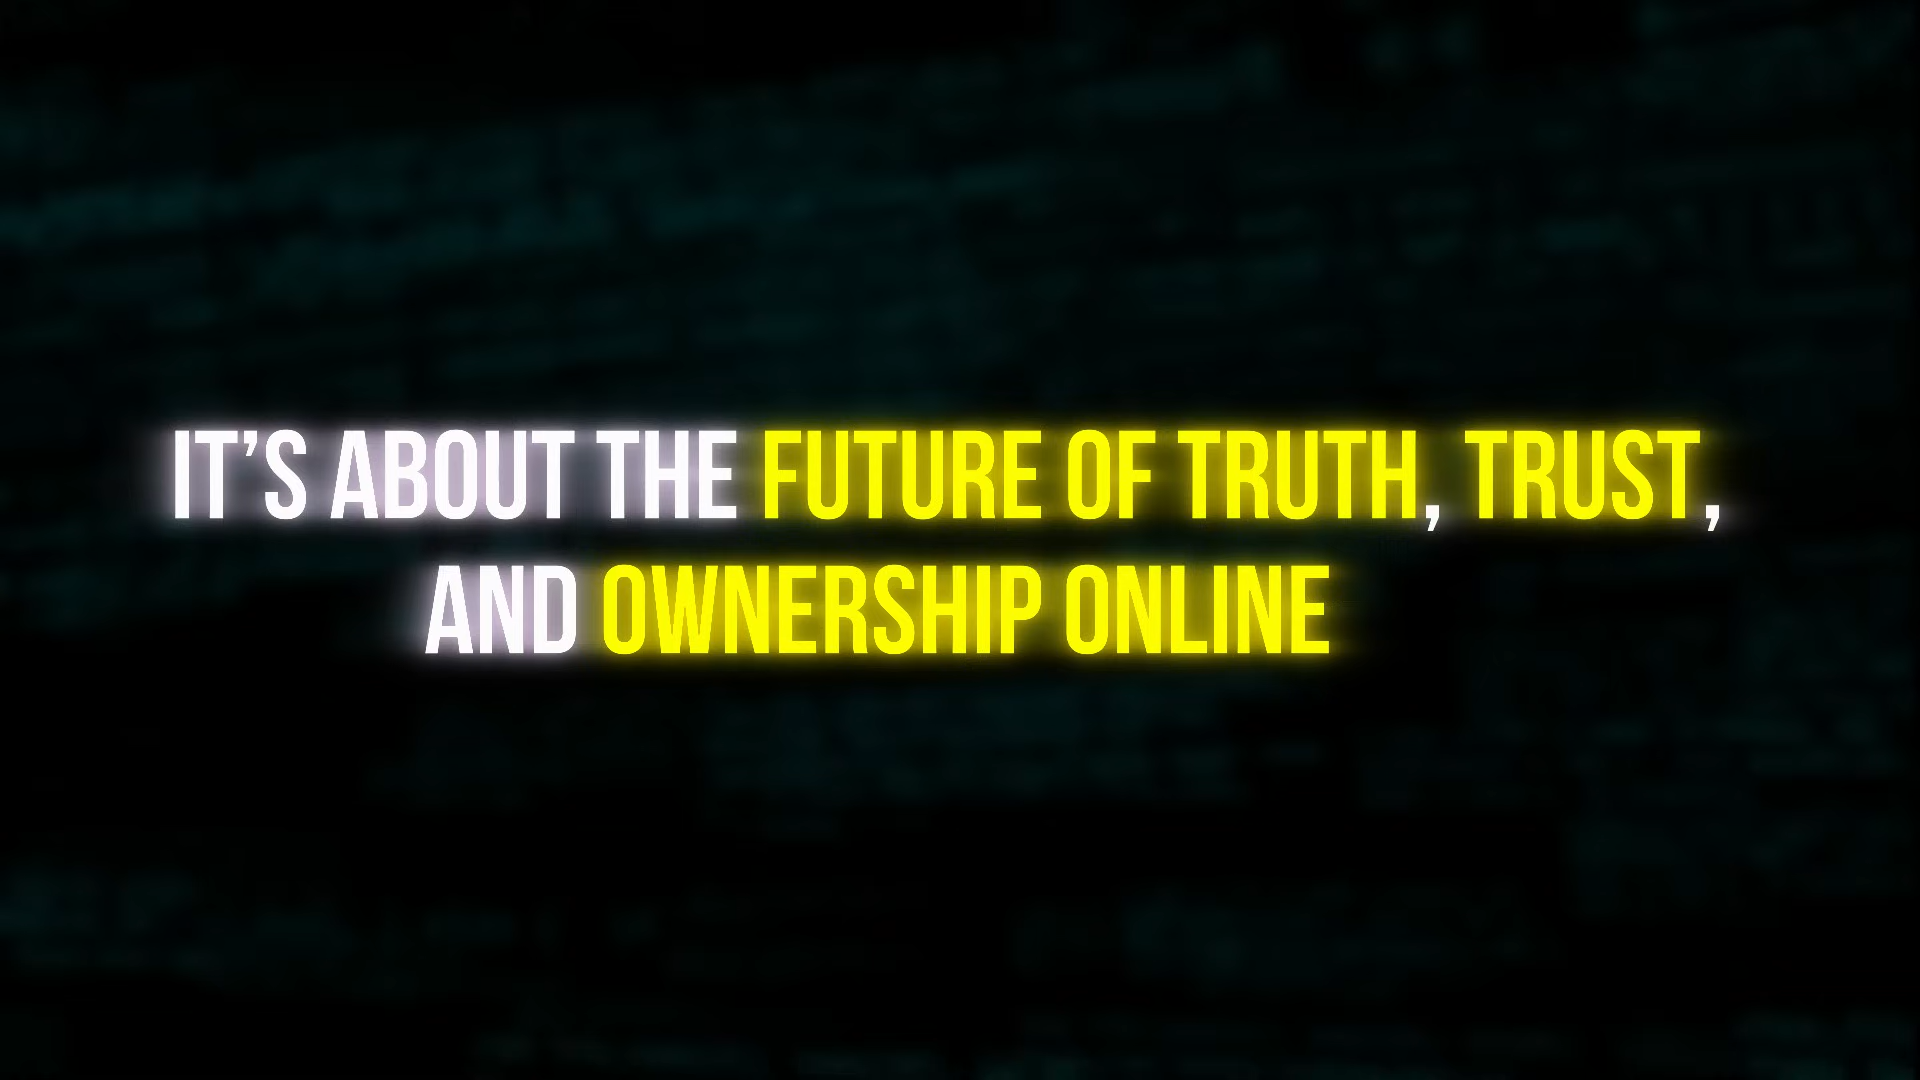 IT’S ABOUT THE FUTURE OF TRUTH, TRUST,
AND OWNERSHIP ONLINE